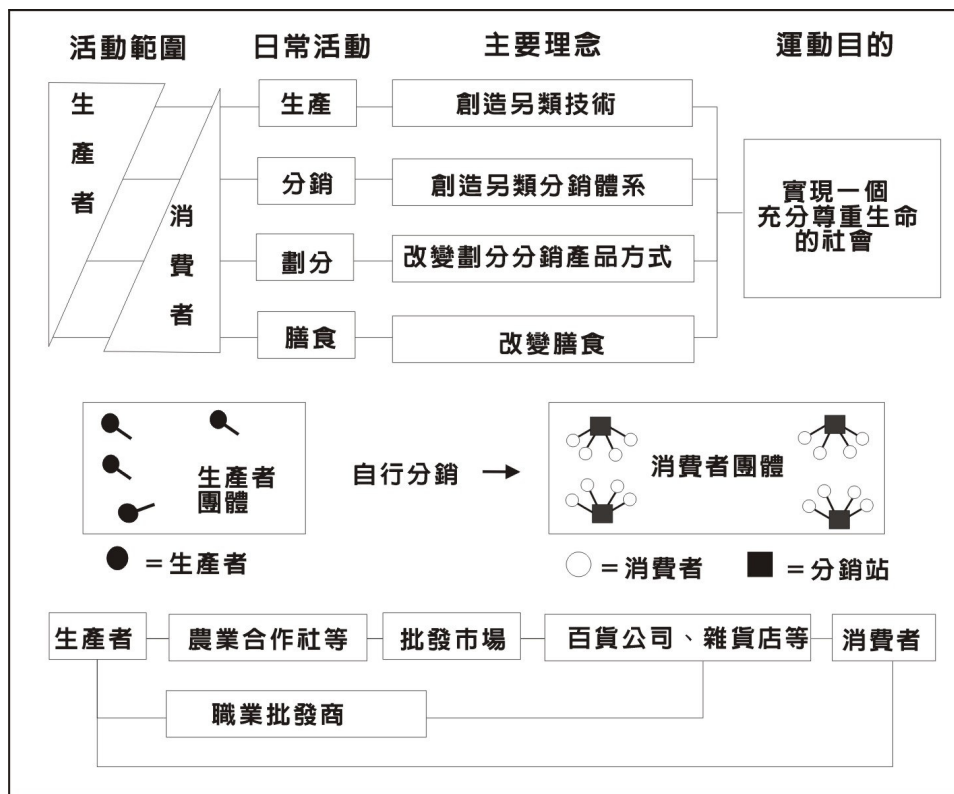 活動範圍 日常活動 主要理念 運動目的
生產者
消費者
生產 創造另類技術
分銷 創造另類分銷體系
劃分 改變劃分分銷產品方式
膳食 改變膳食
實現一個
充分尊重生命
的社會
生產者
團體
自行分銷
消費者團體
=生產者
=消費者 =分銷站
生產者 農業合作社等 批發市場 百貨公司、雜貨店等 消費者
職業批發商